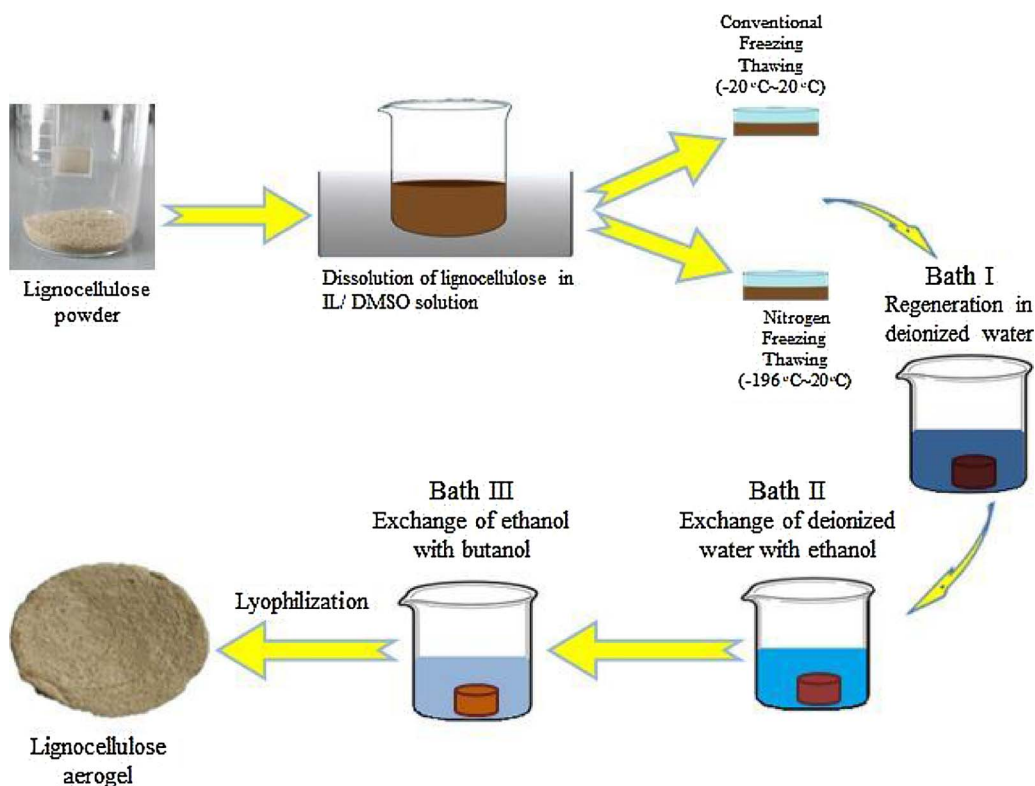 Conventional
Freezing
Thawing
(-20 °C~20 °C)
Lignocellulose
powder
Dissolution of lignocellulose in
IL/ DMSO solution
Nitrogen
Freezing
Thawing
(-196 °C~20 °C)
Bath I
Regeneration in
deionized water
Bath II
Exchange of deionized
water with ethanol
Bath III
Exchange of ethanol
with butanol
Lyophilization
Lignocellulose
aerogel